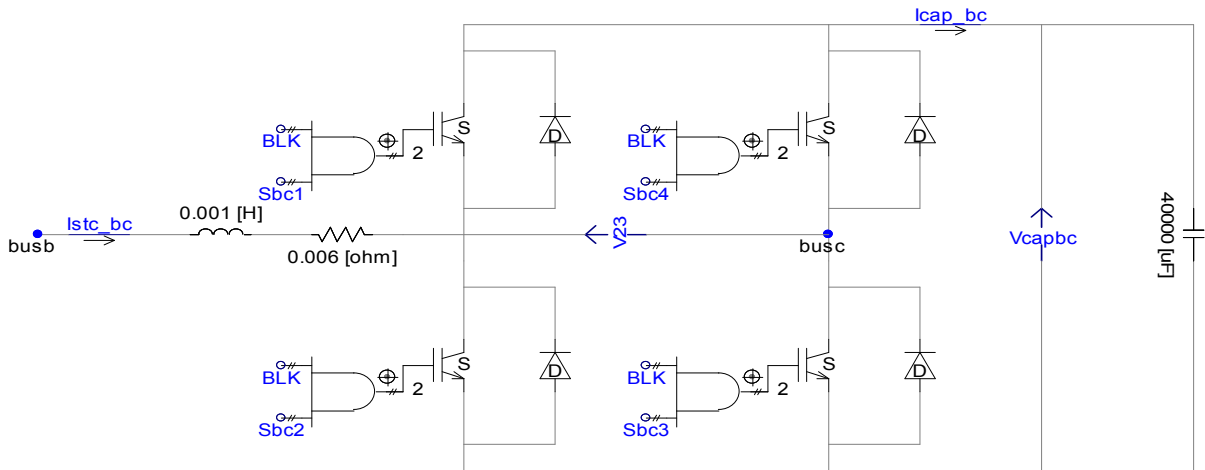 Icap_bc
S
D
S
D
BLK
2
BLK
2
Sbc1
Sbc4
Istc_bc
0.001 [H]
busb
0.006 [ohm]
V23
busc
Vcapbc
40000 [uF]
S
D
S
D
BLK
2
BLK
2
Sbc2
Sbc3